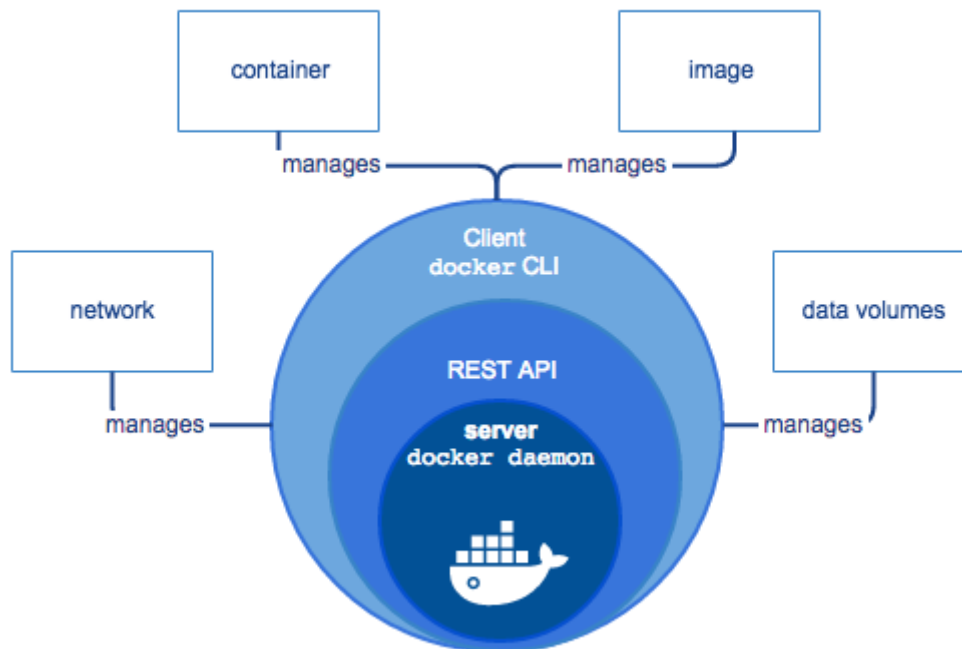 container
image
manages
manages
Client
docker CLI
network
data volumes
REST API
manages
manages
server
docker daemon